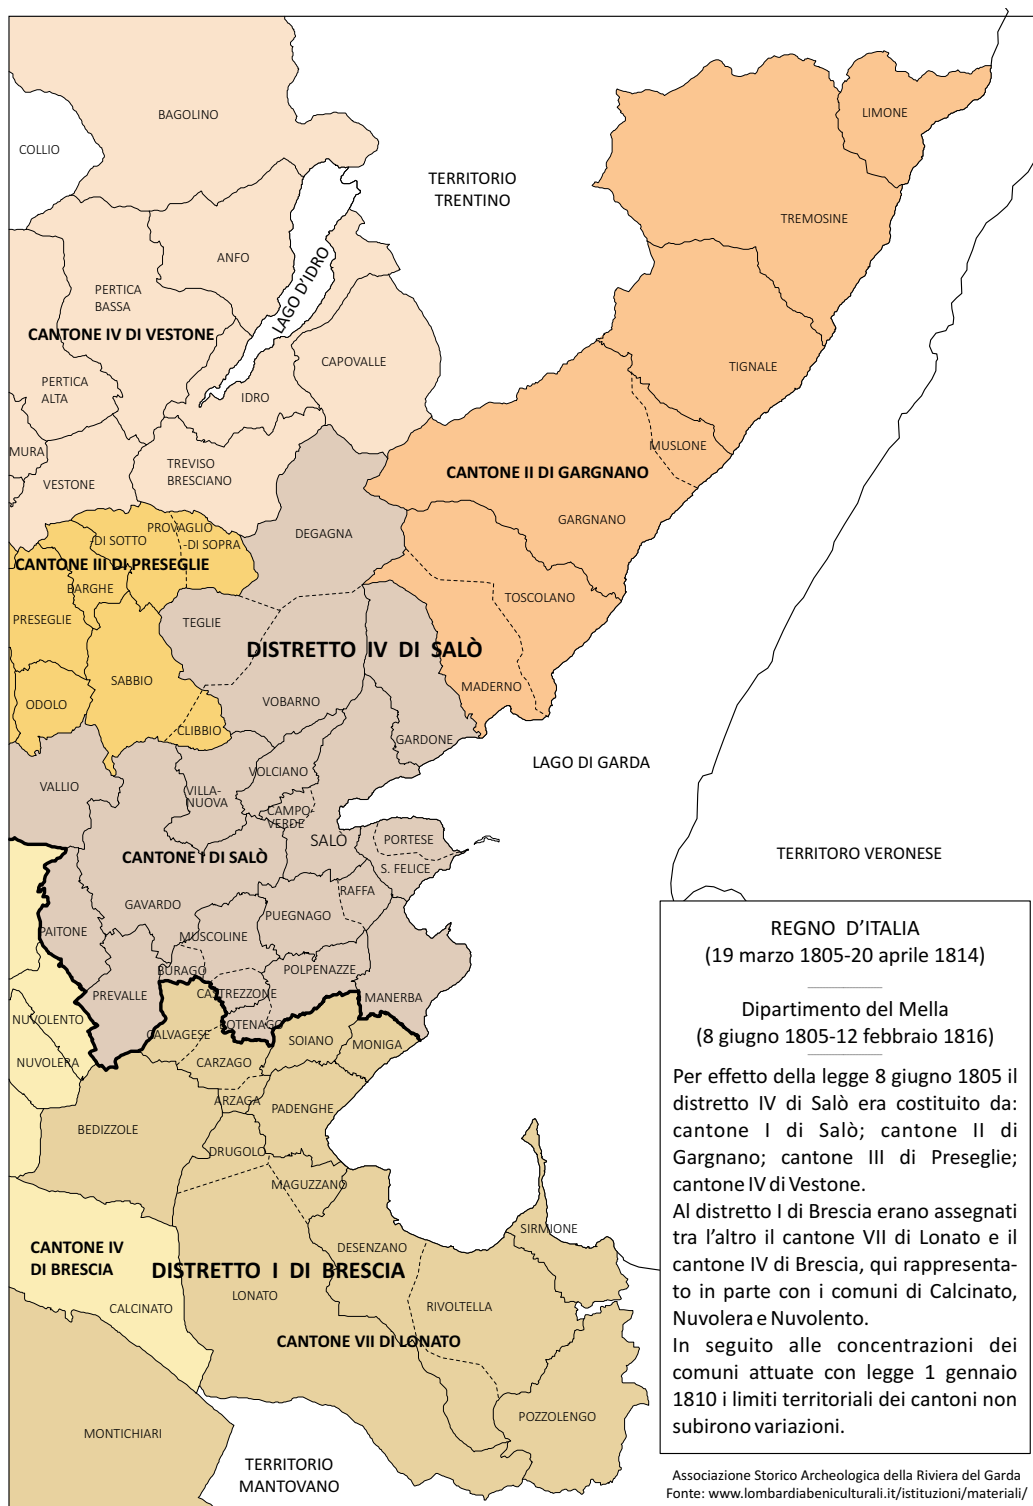 BAGOLINO
COLLIO
LIMONE
TERRITORIO
TRENTINO
TREMOSINE
ANFO
LAGO D'IDRO
PERTICA
BASSA
CANTONE IV DI VESTONE
CAPOVALLE
TIGNALE
PERTICA
ALTA
IDRO
MURA
MUSLONE
TREVISO
BRESCIANO
CANTONE II DI GARGNANO
VESTONE
GARGNANO
PROVAGLIO
-DI SOTTO
-DI SOPRA
DEGAGNA
CANTONE III DI PRESEGLIE
BARGHE
TOSCOLANO
PRESEGLIE
TEGLIE
DISTRETTO IV DI SALÒ
SABBIO
MADERNO
ODOLO
VOBARNO
CLIBBIO
GARDONE
LAGO DI GARDA
VOLCIANO
VALLIO
VILLA-
NUOVA
CAMPO-
VERDE
SALÒ
PORTESE
CANTONE I DI SALÒ
S. FELICE
TERRITORO VERONESE
RAFFA
GAVARDO
PUEGNAGO
PAITONE
MUSCOLINE
BURAGO
POLPENAZZE
PREVALLE
CASTREZZONE
MANERBA
NUVOLENTO
BOTENAGO
CALVAGESE
SOIANO
MONIGA
NUVOLERA
CARZAGO
ARZAGA
PADENGHE
BEDIZZOLE
DRUGOLO
MAGUZZANO
SIRMIONE
CANTONE IV
DI BRESCIA
DESENZANO
DISTRETTO I DI BRESCIA
LONATO
CALCINATO
RIVOLTELLA
CANTONE VII DI LONATO
POZZOLENGO
MONTICHIARI
TERRITORIO
MANTOVANO
REGNO D'ITALIA
(19 marzo 1805-20 aprile 1814)
Dipartimento del Mella
(8 giugno 1805-12 febbraio 1816)
Per effetto della legge 8 giugno 1805 il
distretto IV di Salò era costituito da:
cantone I di Salò; cantone II di
Gargnano; cantone III di Preseglie;
cantone IV di Vestone.
Al distretto I di Brescia erano assegnati
tra l'altro il cantone VII di Lonato e il
cantone IV di Brescia, qui rappresenta-
to in parte con i comuni di Calcinato,
Nuvolera e Nuvolento.
In seguito alle concentrazioni dei
comuni attuate con legge 1 gennaio
1810 i limiti territoriali dei cantoni non
subirono variazioni.
Associazione Storico Archeologica della Riviera del Garda
Fonte: www.lombardiabeniculturali.it/istituzioni/materiali/